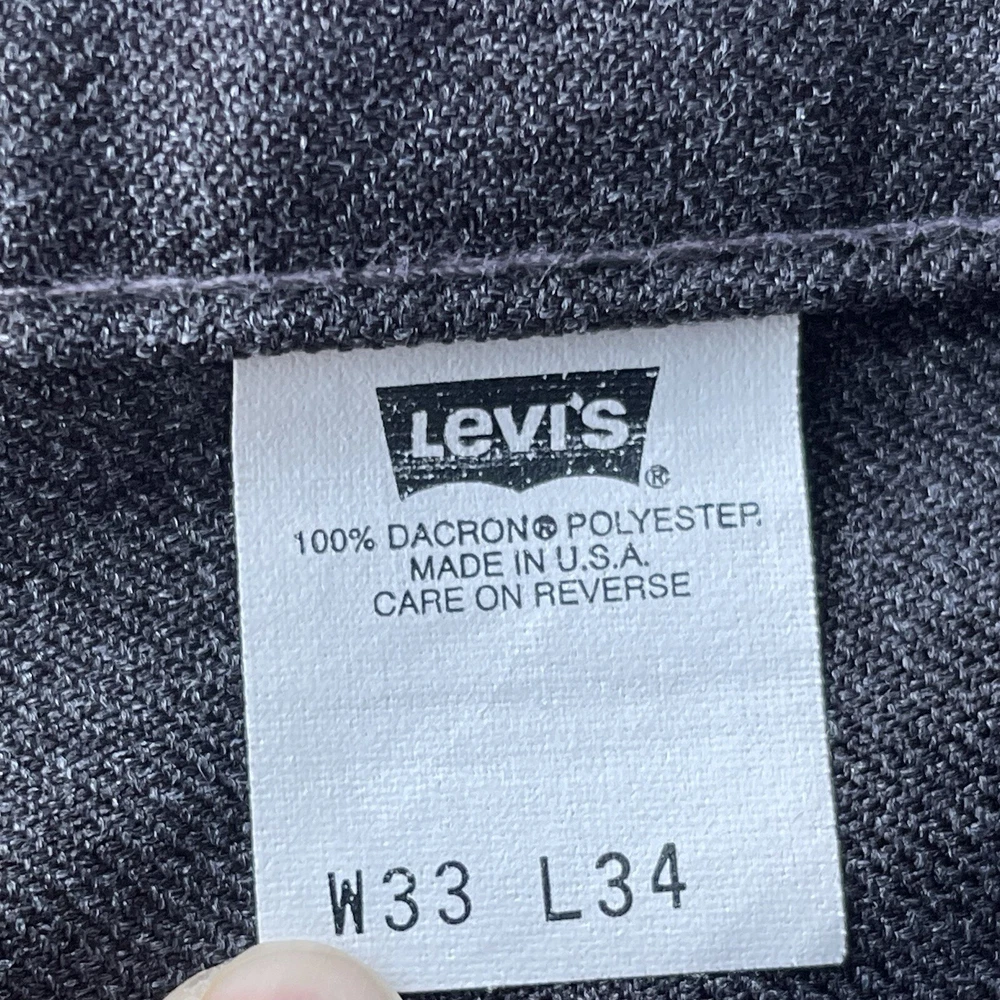 LEVI'S ®
100% DACRON® POLYESTER.
MADE IN U.S.A.
CARE ON REVERSE
W33 L34